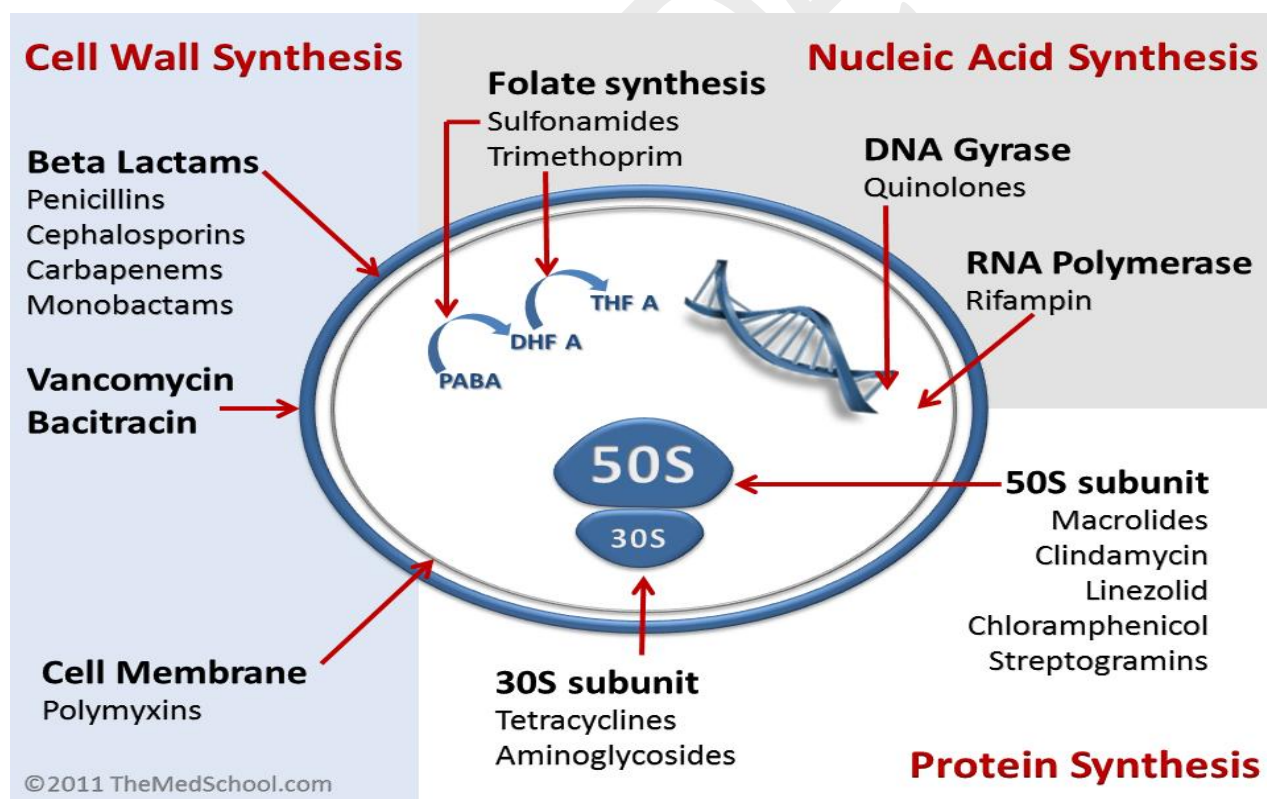 Cell Wall Synthesis
Nucleic Acid Synthesis
Folate synthesis
Sulfonamides
Trimethoprim
Beta Lactams
Penicillins
Cephalosporins
Carbapenems
Monobactams
DNA Gyrase
Quinolones
RNA Polymerase
Rifampin
THF A
DHF A
PABA
Vancomycin
Bacitracin
50S
30S
50S subunit
Macrolides
Clindamycin
Linezolid
Chloramphenicol
Streptogramins
Cell Membrane
Polymyxins
30S subunit
Tetracyclines
Aminoglycosides
Protein Synthesis
©2011 TheMedSchool.com